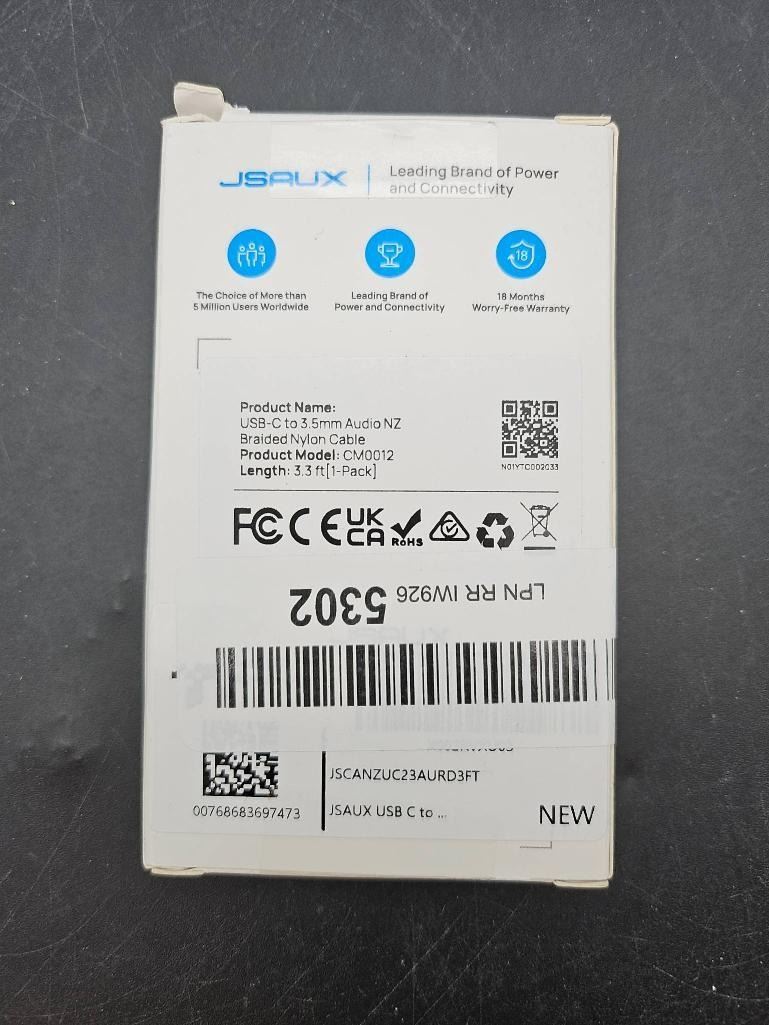 JSAUX
Leading Brand of Power
and Connectivity
18
The Choice of More than
5 Million Users Worldwide
Leading Brand of
Power and Connectivity
18 Months
Worry-Free Warranty
Product Name:
USB-C to 3.5mm Audio NZ
Braided Nylon Cable
Product Model: CM0012
Length: 3.3 ft[1-Pack]
N01YTC002033
FC CE UK
CA
RoHS
LPN RR IW926 5302
JSCANZUC23AURD3FT
00768683697473
JSAUX USB C to ...
NEW